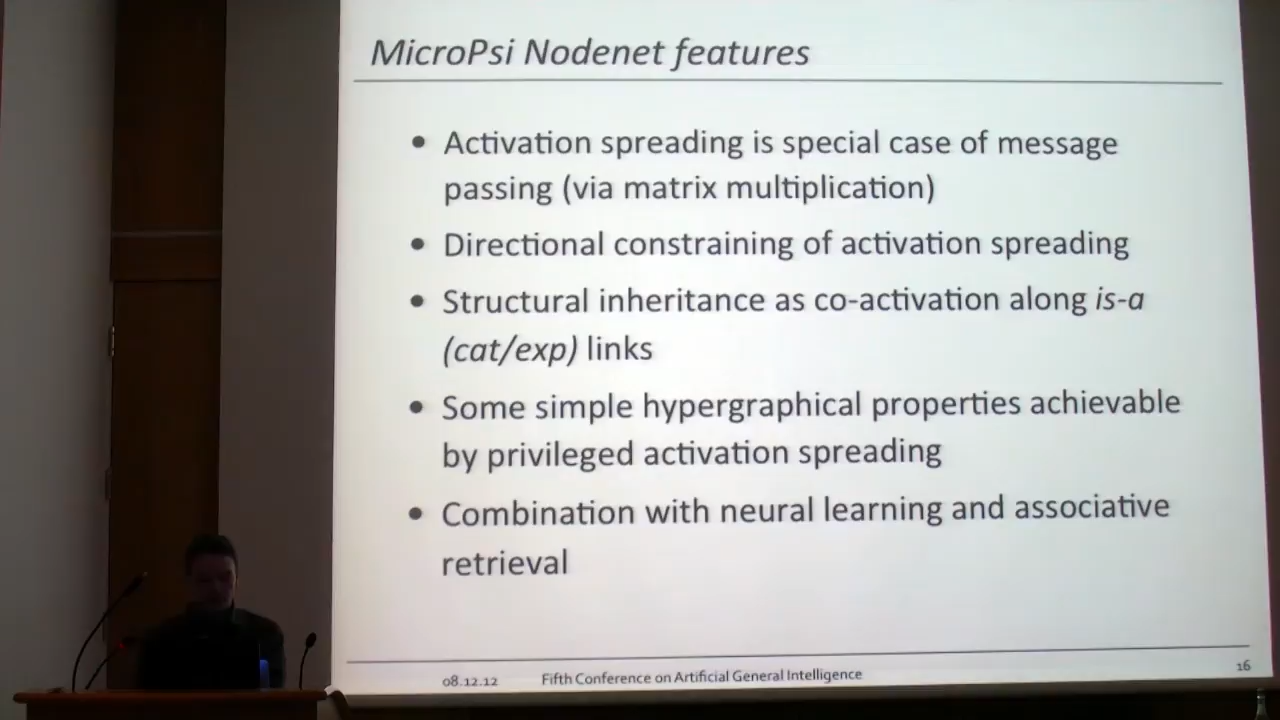 MicroPsi Nodenet features
• Activation spreading is special case of message
passing (via matrix multiplication)
• Directional constraining of activation spreading
• Structural inheritance as co-activation along is-a
(cat/exp) links
• Some simple hypergraphical properties achievable
by privileged activation spreading
• Combination with neural learning and associative
retrieval
08.12.12 Fifth Conference on Artificial General Intelligence 16